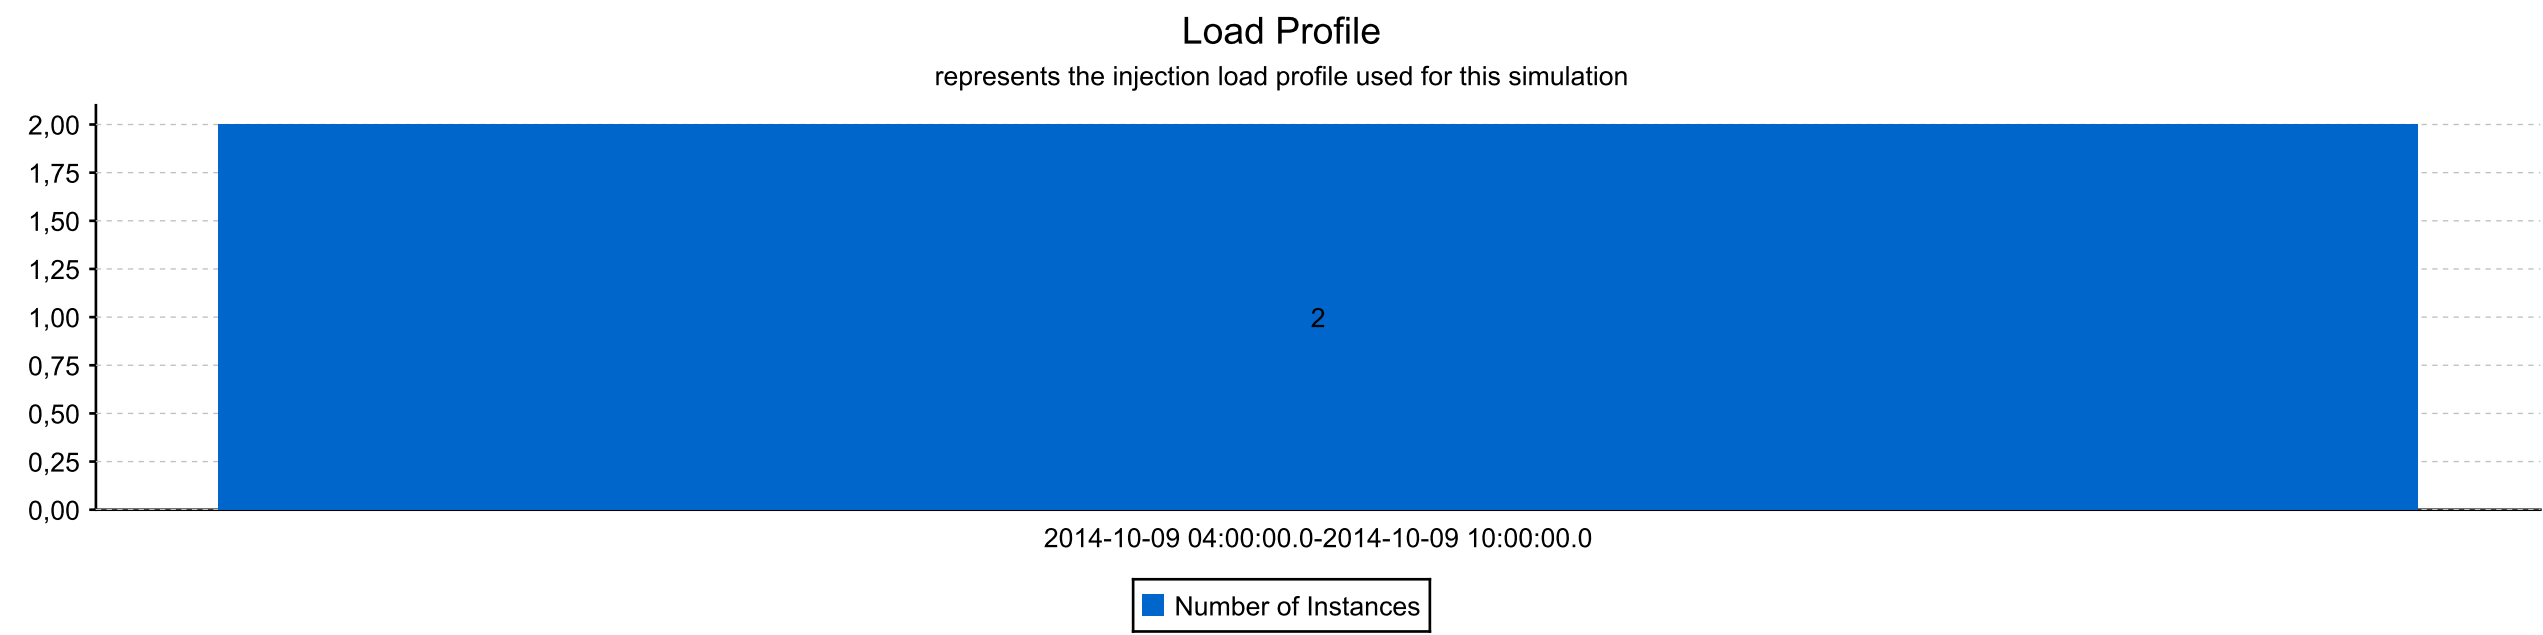 Load Profile
represents the injection load profile used for this simulation
2,00
1,75
1,50
1,25
1,00
0,75
0,50
0,25
0,00
2
2014-10-09 04:00:00.0-2014-10-09 10:00:00.0
Number of Instances